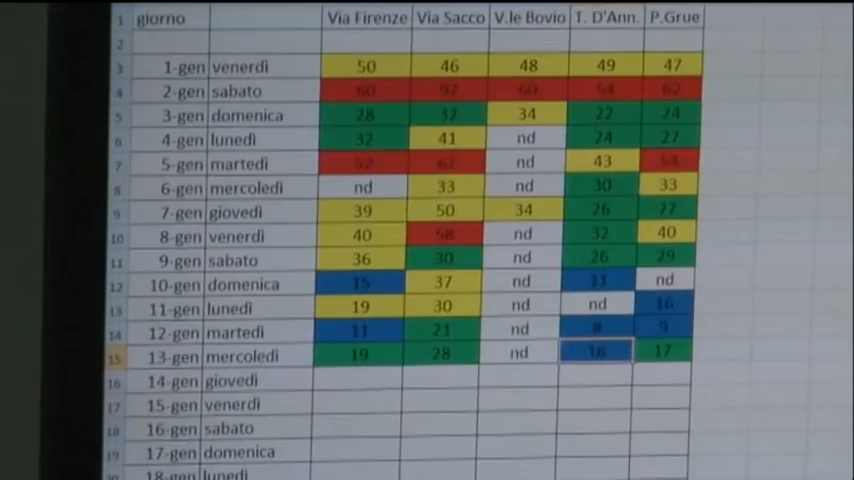 1 giorno Via Firenze Via Sacco V.le Bovio T. D'Ann. P.Grue
2
3 1-gen venerdì 50 46 48 49 47
4 2-gen sabato 60 97 60 54 62
5 3-gen domenica 28 32 34 22 24
6 4-gen lunedì 32 41 nd 24 27
7 5-gen martedì 52 67 nd 43
8 6-gen mercoledì nd 33 nd 30 33
9 7-gen giovedì 39 50 34 26 27
10 8-gen venerdì 40 58 nd 32 40
11 9-gen sabato 36 30 nd 26 29
12 10-gen domenica 15 37 nd 11 nd
13 11-gen lunedì 19 30 nd nd 16
14 12-gen martedì 11 21 nd 8 9
15 13-gen mercoledì 19 28 nd 16 17
16 14-gen giovedì
17 15-gen venerdì
18 16-gen sabato
19 17-gen domenica
18-gen lunedì